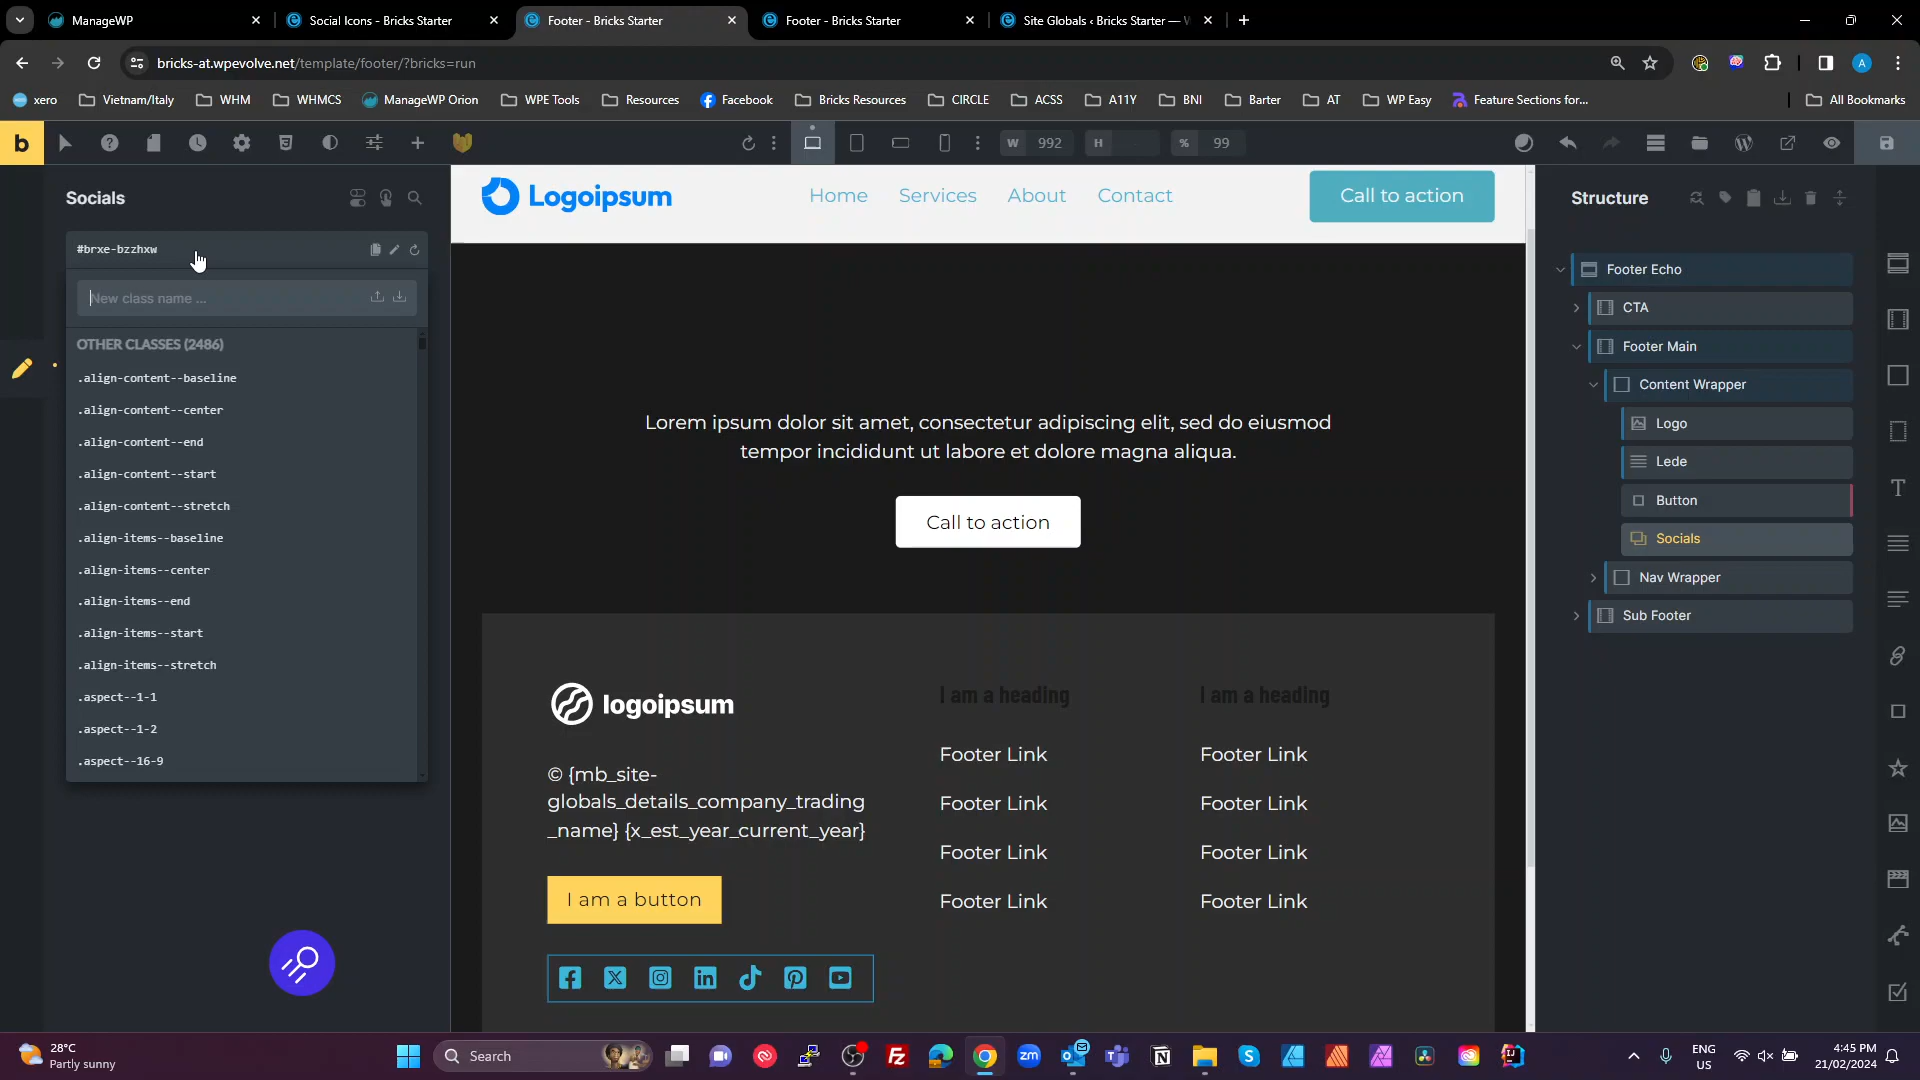 ManageWP
Social Icons - Bricks Starter
Footer - Bricks Starter
Footer - Bricks Starter
Site Globals ‹ Bricks Starter —
bricks-at.wpevolve.net/template/footer/?bricks=run
xero
Vietnam/Italy
WHM
WHMCS
ManageWP Orion
WPE Tools
Resources
Facebook
Bricks Resources
CIRCLE
ACSS
A11Y
BNI
Barter
AT
WP Easy
Feature Sections for...
All Bookmarks
b
W 992
H
% 99
Socials
#brxe-bzzhxw
New class name ...
OTHER CLASSES (2486)
.align-content--baseline
.align-content--center
.align-content--end
.align-content--start
.align-content--stretch
.align-items--baseline
.align-items--center
.align-items--end
.align-items--start
.align-items--stretch
.aspect--1-1
.aspect--1-2
.aspect--16-9
Logoipsum
Home
Services
About
Contact
Call to action
Lorem ipsum dolor sit amet, consectetur adipiscing elit, sed do eiusmod
tempor incididunt ut labore et dolore magna aliqua.
Call to action
logoipsum
© {mb_site-
globals_details_company_trading
_name} {x_est_year_current_year}
I am a button
I am a heading
Footer Link
Footer Link
Footer Link
Footer Link
I am a heading
Footer Link
Footer Link
Footer Link
Footer Link
Structure
Footer Echo
CTA
Footer Main
Content Wrapper
Logo
Lede
Button
Socials
Nav Wrapper
Sub Footer
28°C
Partly sunny
Search
ENG
US
4:45 PM
21/02/2024